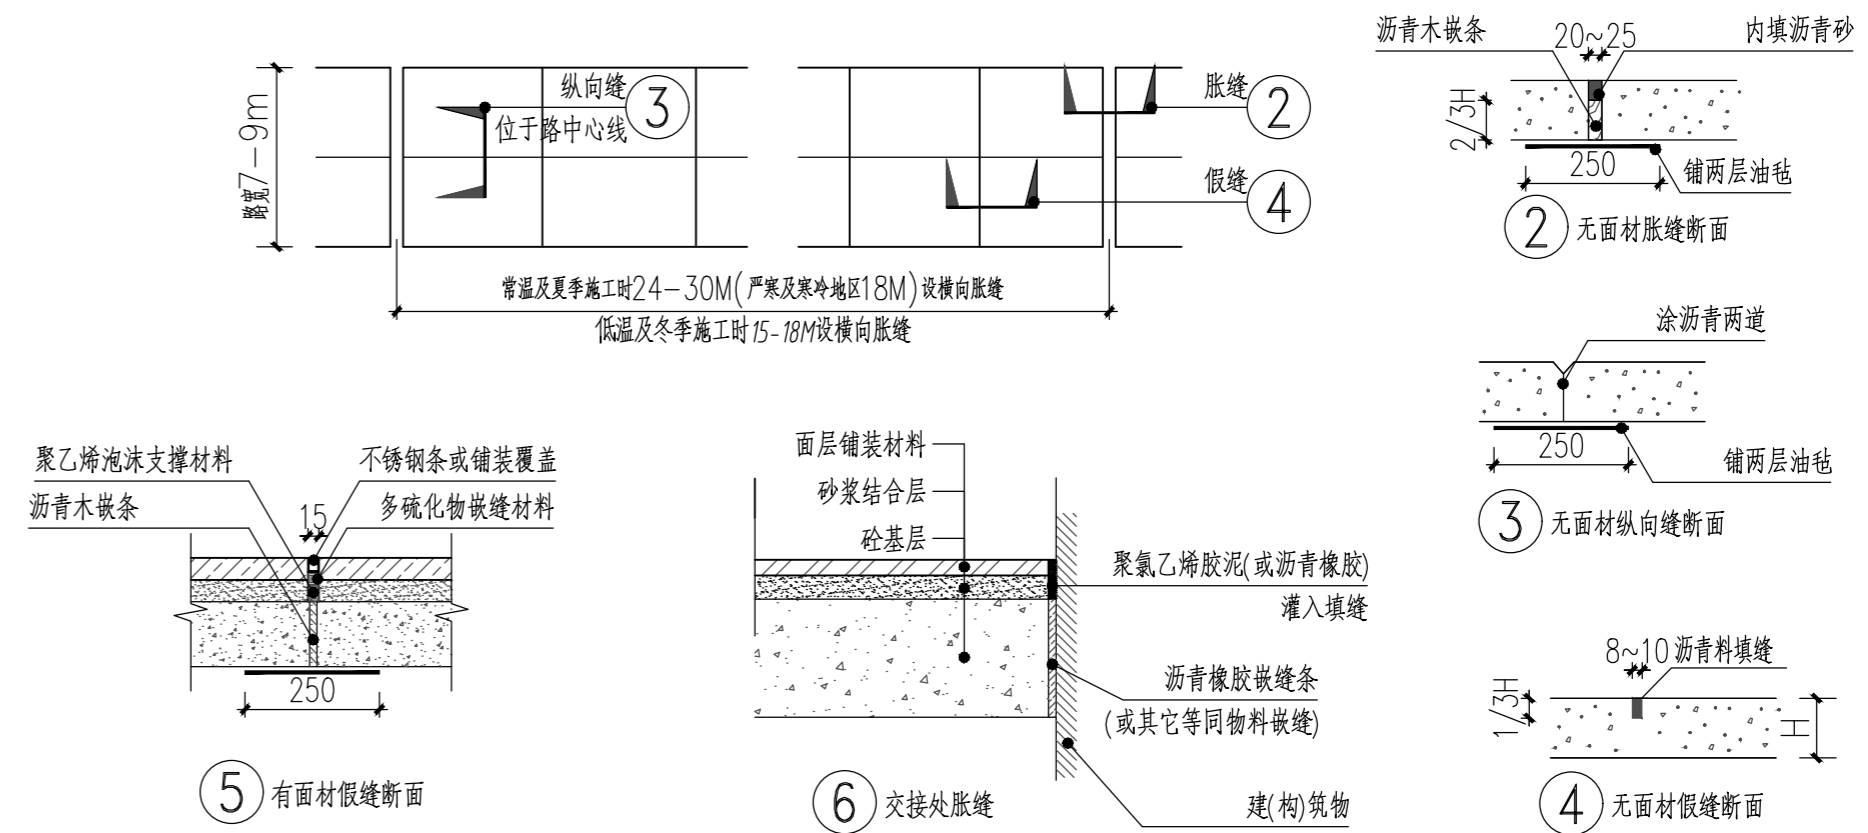 路宽7-9m
纵向缝
位于路中心线
3
胀缝
2
假缝
4
常温及夏季施工时24-30M(严寒及寒冷地区18M)设横向胀缝
低温及冬季施工时15-18M设横向胀缝
沥青木嵌条
20~25
内填沥青砂
2/3H
250
铺两层油毡
2 无面材胀缝断面
涂沥青两道
250
铺两层油毡
3 无面材纵向缝断面
8~10 沥青料填缝
1/3H
H
4 无面材假缝断面
聚乙烯泡沫支撑材料
不锈钢条或铺装覆盖
沥青木嵌条
15
多硫化物嵌缝材料
250
5 有面材假缝断面
面层铺装材料
砂浆结合层
砼基层
聚氯乙烯胶泥(或沥青橡胶)
灌入填缝
沥青橡胶嵌缝条
(或其它等同物料嵌缝)
建(构)筑物
6 交接处胀缝